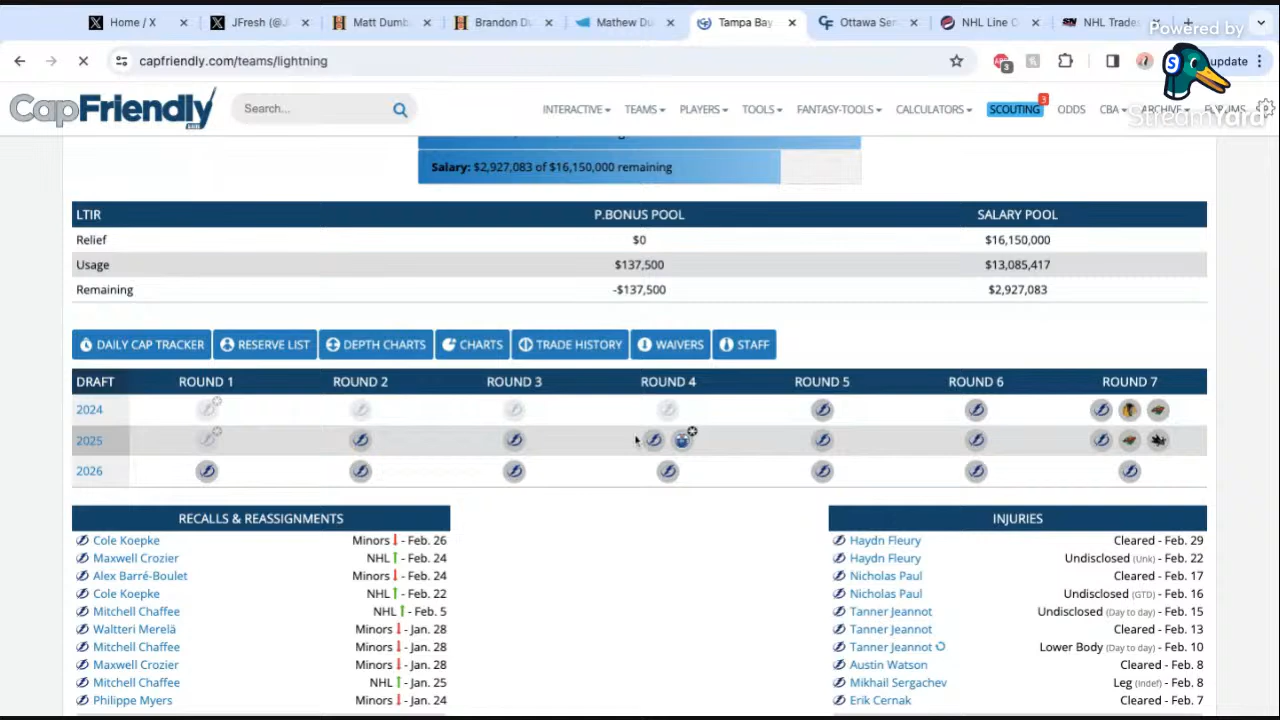 Home / X
JFresh (@J
Matt Dumb
Brandon D
Mathew Du
Tampa Bay
Ottawa Sen
NHL Line C
NHL Trades
Powered by
StreamYard
capfriendly.com/teams/lightning
update
CapFriendly
Search...
INTERACTIVE
TEAMS
PLAYERS
TOOLS
FANTASY-TOOLS
CALCULATORS
SCOUTING
3
ODDS
CBA
ARCHIVE
FORUMS
Salary: $2,927,083 of $16,150,000 remaining
LTIR P.BONUS POOL SALARY POOL
Relief $0 $16,150,000
Usage $137,500 $13,085,417
Remaining -$137,500 $2,927,083
DAILY CAP TRACKER RESERVE LIST DEPTH CHARTS CHARTS TRADE HISTORY WAIVERS STAFF
DRAFT ROUND 1 ROUND 2 ROUND 3 ROUND 4 ROUND 5 ROUND 6 ROUND 7
2024
2025
2026
RECALLS & REASSIGNMENTS
Cole Koepke Minors - Feb. 26
Maxwell Crozier NHL - Feb. 24
Alex Barré-Boulet Minors - Feb. 24
Cole Koepke NHL - Feb. 22
Mitchell Chaffee NHL - Feb. 5
Waltteri Merelä Minors - Jan. 28
Mitchell Chaffee Minors - Jan. 28
Maxwell Crozier Minors - Jan. 28
Mitchell Chaffee NHL - Jan. 25
Philippe Myers Minors - Jan. 24
INJURIES
Haydn Fleury Cleared - Feb. 29
Haydn Fleury Undisclosed (Unk) - Feb. 22
Nicholas Paul Cleared - Feb. 17
Nicholas Paul Undisclosed (GTD) - Feb. 16
Tanner Jeannot Undisclosed (Day to day) - Feb. 15
Tanner Jeannot Cleared - Feb. 13
Tanner Jeannot Lower Body (Day to day) - Feb. 10
Austin Watson Cleared - Feb. 8
Mikhail Sergachev Leg (Indef) - Feb. 8
Erik Cernak Cleared - Feb. 7